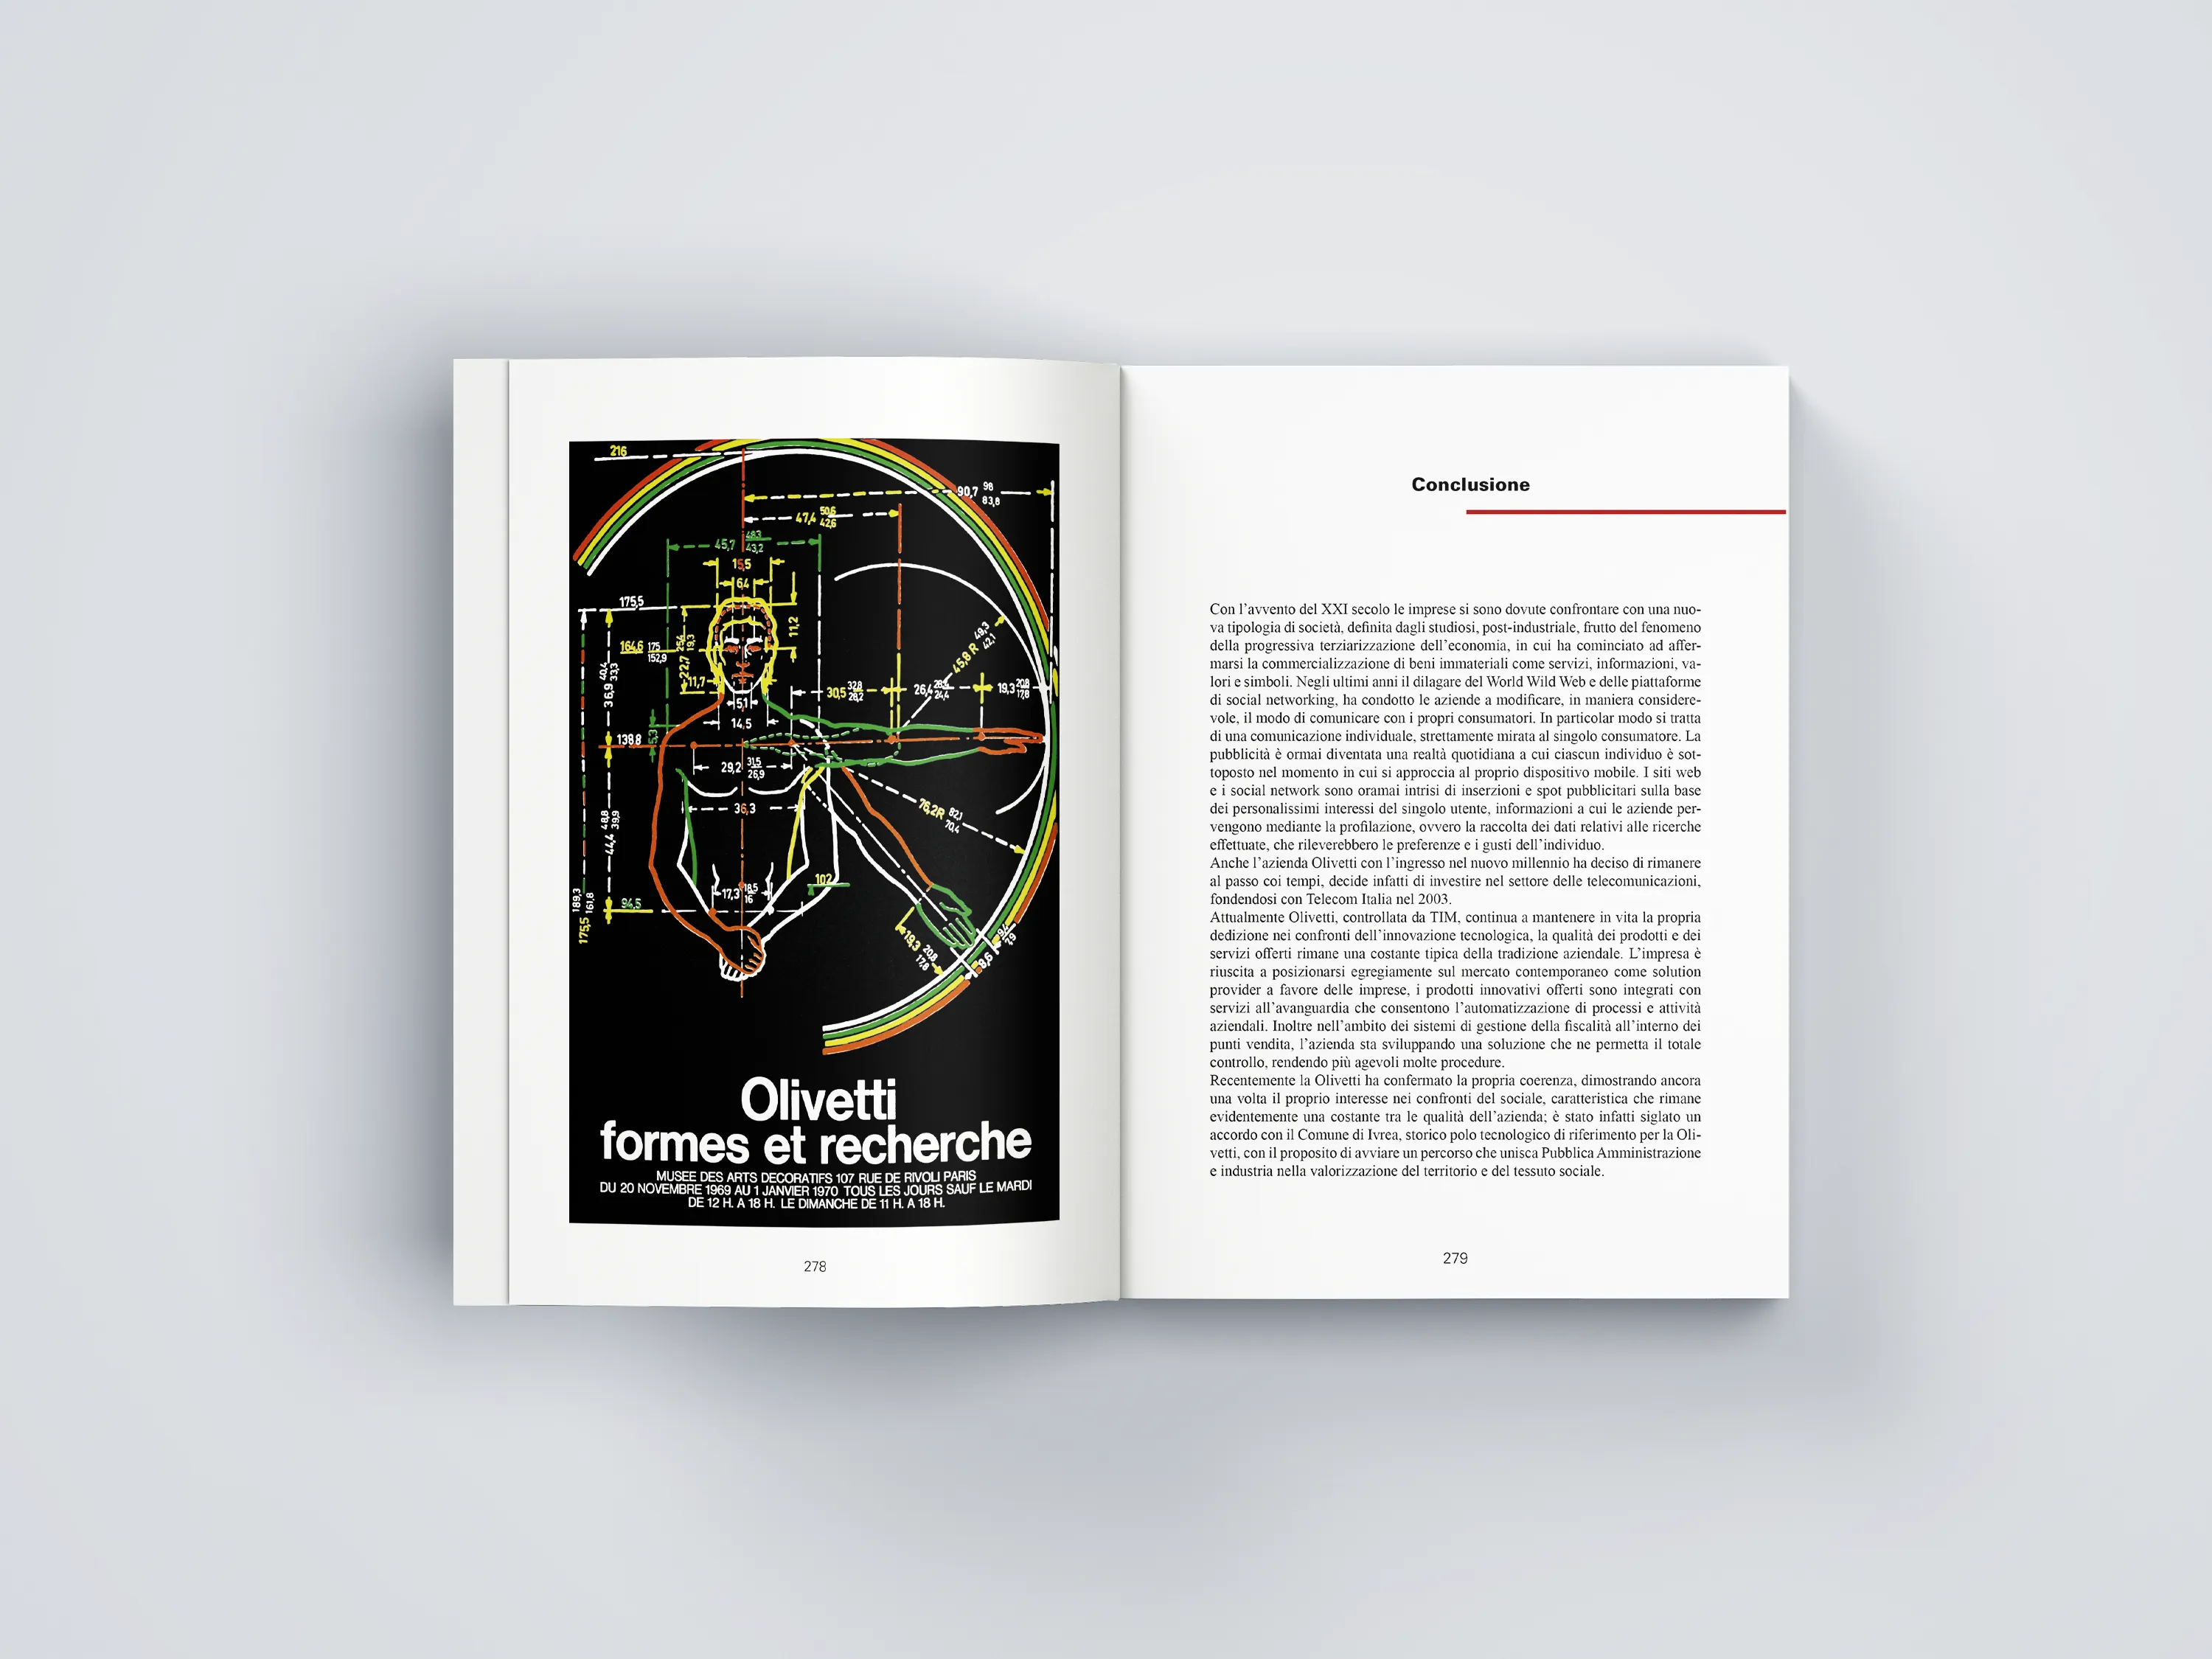 216
90,7 98
83,8
47,4 50,6
42,6
45,7 48,3
43,2
15,5
6,4
175,5
11,2
164,6 175
152,9
22,7 25,4
19,3
40,4
36,9 33,3
11,7
45,8 R 49,3
42,1
30,5 32,8
28,2
26,4
24,4
19,3 20,8
17,8
5,1
14,5
138,8
5,3
29,2 31,5
26,9
36,3
76,2R 82,1
70,4
48,8
44,4 39,9
102
17,3 18,5
16
94,5
189,3
175,5 161,8
19,3 20,8
17,8
8,6 9,4
7,9
Olivetti
formes et recherche
MUSEE DES ARTS DECORATIFS 107 RUE DE RIVOLI PARIS
DU 20 NOVEMBRE 1969 AU 1 JANVIER 1970 TOUS LES JOURS SAUF LE MARDI
DE 12 H. A 18 H. LE DIMANCHE DE 11 H. A 18 H.
278
Conclusione
Con l’avvento del XXI secolo le imprese si sono dovute confrontare con una nuo-
va tipologia di società, definita dagli studiosi, post-industriale, frutto del fenomeno
della progressiva terziarizzazione dell’economia, in cui ha cominciato ad affer-
marsi la commercializzazione di beni immateriali come servizi, informazioni, va-
lori e simboli. Negli ultimi anni il dilagare del World Wild Web e delle piattaforme
di social networking, ha condotto le aziende a modificare, in maniera considere-
vole, il modo di comunicare con i propri consumatori. In particolar modo si tratta
di una comunicazione individuale, strettamente mirata al singolo consumatore. La
pubblicità è ormai diventata una realtà quotidiana a cui ciascun individuo è sot-
toposto nel momento in cui si approccia al proprio dispositivo mobile. I siti web
e i social network sono oramai intrisi di inserzioni e spot pubblicitari sulla base
dei personalissimi interessi del singolo utente, informazioni a cui le aziende per-
vengono mediante la profilazione, ovvero la raccolta dei dati relativi alle ricerche
effettuate, che rileverebbero le preferenze e i gusti dell’individuo.
Anche l’azienda Olivetti con l’ingresso nel nuovo millennio ha deciso di rimanere
al passo coi tempi, decide infatti di investire nel settore delle telecomunicazioni,
fondendosi con Telecom Italia nel 2003.
Attualmente Olivetti, controllata da TIM, continua a mantenere in vita la propria
dedizione nei confronti dell’innovazione tecnologica, la qualità dei prodotti e dei
servizi offerti rimane una costante tipica della tradizione aziendale. L’impresa è
riuscita a posizionarsi egregiamente sul mercato contemporaneo come solution
provider a favore delle imprese, i prodotti innovativi offerti sono integrati con
servizi all’avanguardia che consentono l’automatizzazione di processi e attività
aziendali. Inoltre nell’ambito dei sistemi di gestione della fiscalità all’interno dei
punti vendita, l’azienda sta sviluppando una soluzione che ne permetta il totale
controllo, rendendo più agevoli molte procedure.
Recentemente la Olivetti ha confermato la propria coerenza, dimostrando ancora
una volta il proprio interesse nei confronti del sociale, caratteristica che rimane
evidentemente una costante tra le qualità dell’azienda; è stato infatti siglato un
accordo con il Comune di Ivrea, storico polo tecnologico di riferimento per la Oli-
vetti, con il proposito di avviare un percorso che unisca Pubblica Amministrazione
e industria nella valorizzazione del territorio e del tessuto sociale.
279